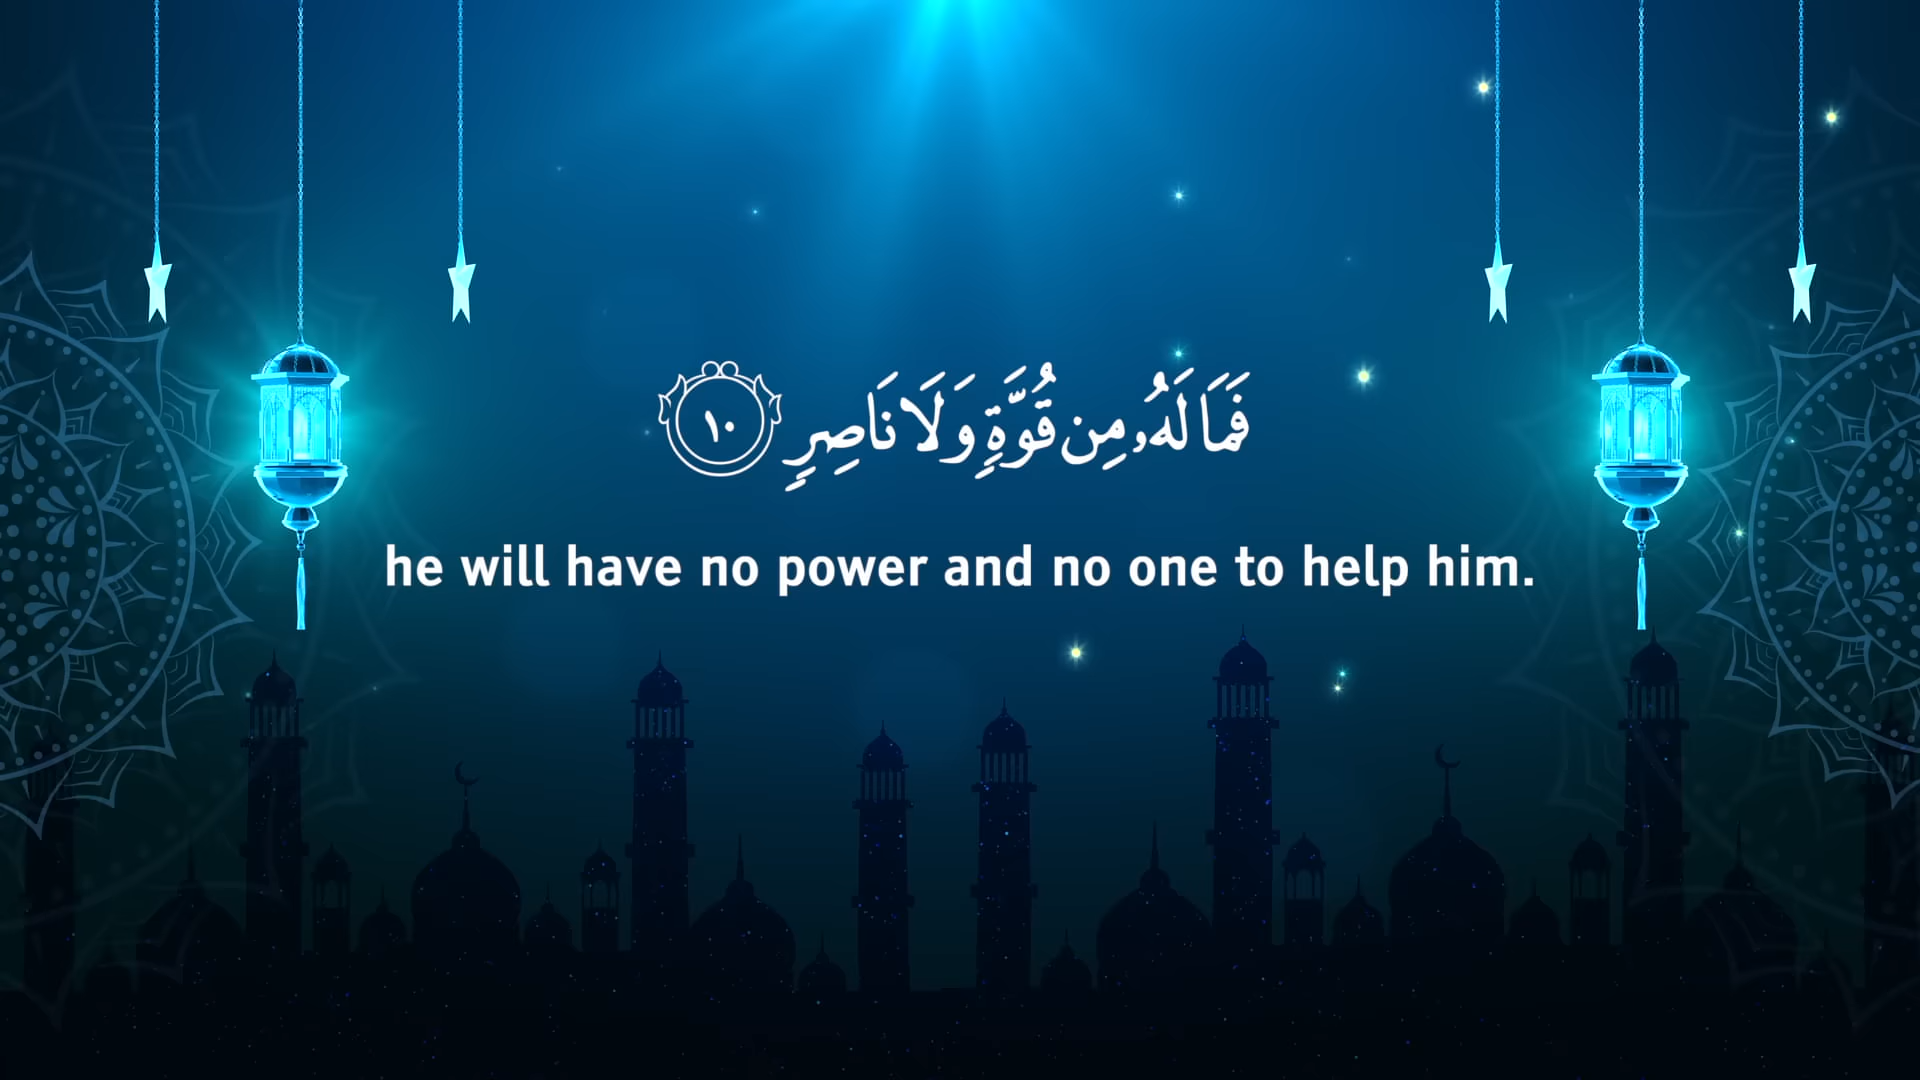 فَمَا لَهُۥ مِن قُوَّةٍۢ وَلَا نَاصِرٍۢ ١٠
he will have no power and no one to help him.